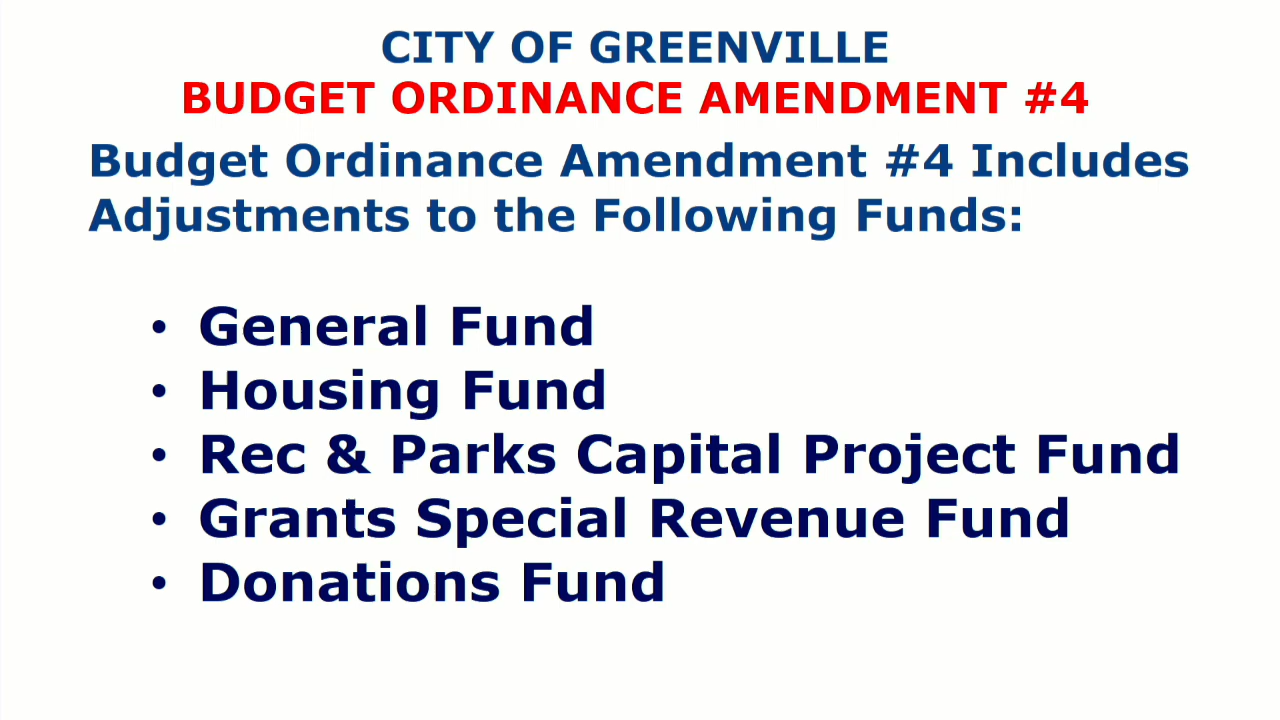 CITY OF GREENVILLE
BUDGET ORDINANCE AMENDMENT #4
Budget Ordinance Amendment #4 Includes
Adjustments to the Following Funds:
• General Fund
• Housing Fund
• Rec & Parks Capital Project Fund
• Grants Special Revenue Fund
• Donations Fund